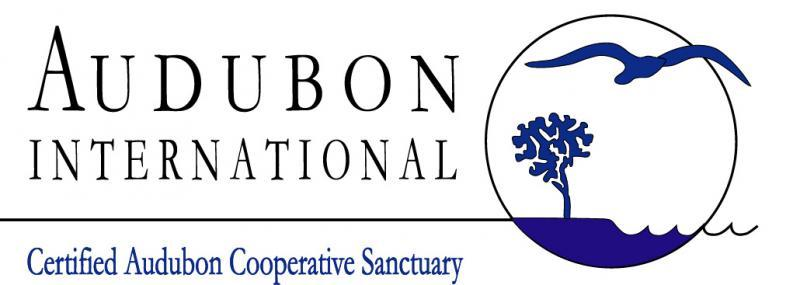 AUDUBON
INTERNATIONAL
Certified Audubon Cooperative Sanctuary